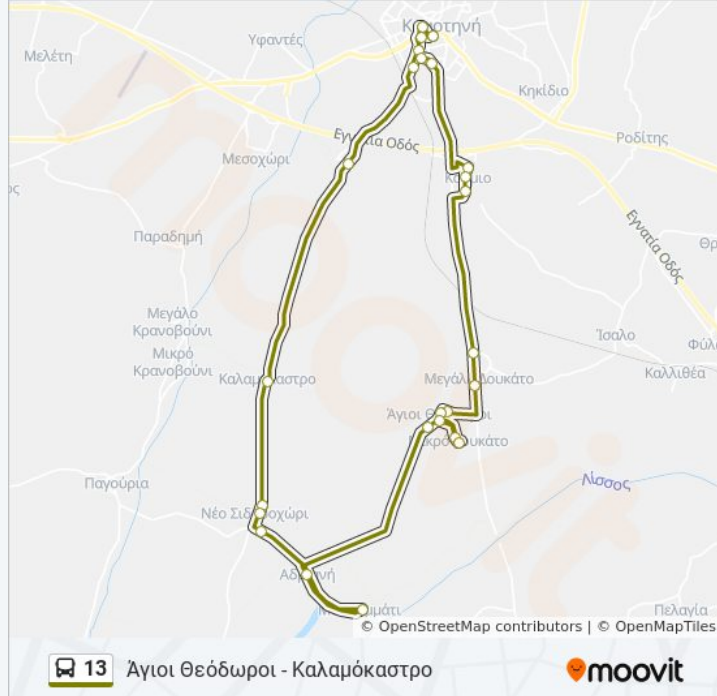 Κομοτηνή
Υφαντές
Μελέτη
Κηκίδιο
Εγνατία Οδός
Ροδίτης
Μεσοχώρι
Κόσμιο
Εγνατία Οδός
Παραδημή
Μεγάλο
Κρανοβούνι
Ίσαλο
Μικρό
Κρανοβούνι
Καλλιθέα
Καλαμόκαστρο
Μεγάλο Δουκάτο
Άγιοι Θεόδωροι
Μικρό Δουκάτο
Λίσσος
Παγούρια
Νέο Σιδηροχώρι
Αδριανή
Πελαγία
© OpenStreetMap contributors | © OpenMapTiles
13 Άγιοι Θεόδωροι - Καλαμόκαστρο
moovit